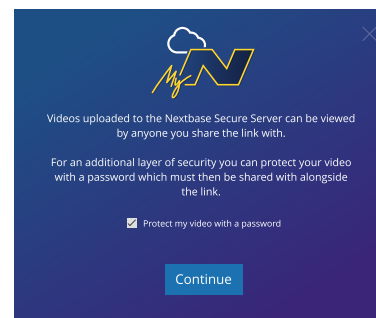 My N
Videos uploaded to the Nextbase Secure Server can be viewed
by anyone you share the link with.
For an additional layer of security you can protect your video
with a password which must then be shared with alongside
the link.
Protect my video with a password
Continue